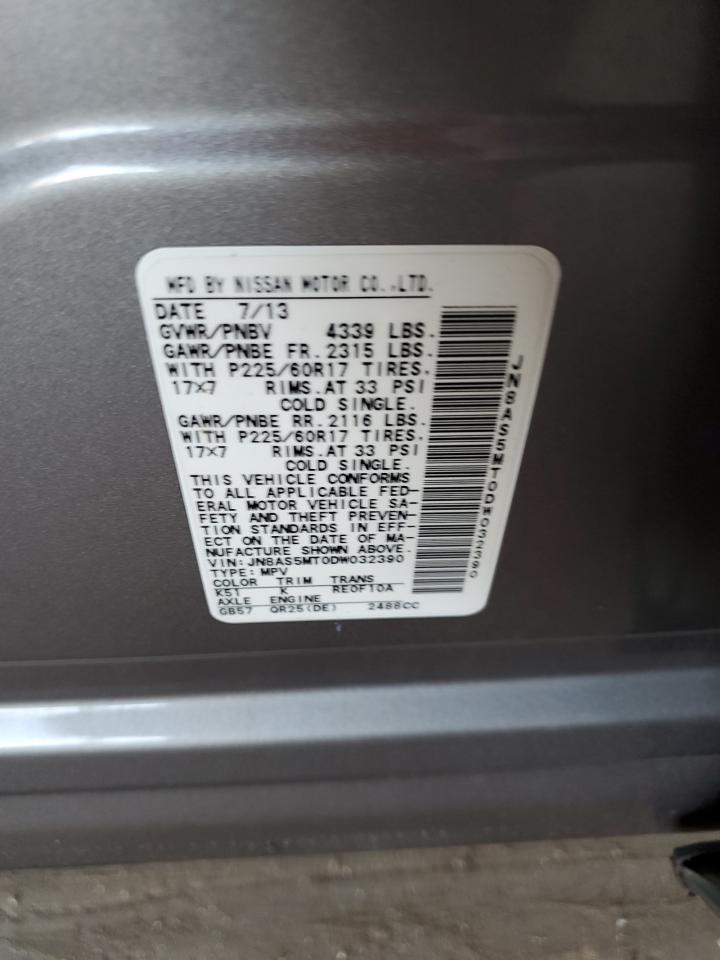 MFD BY NISSAN MOTOR CO.,LTD.
DATE 7/13
GVWR/PNBV 4339 LBS.
GAWR/PNBE FR. 2315 LBS.
WITH P225/60R17 TIRES.
17X7 RIMS.AT 33 PSI
COLD SINGLE.
GAWR/PNBE RR. 2116 LBS.
WITH P225/60R17 TIRES.
17X7 RIMS.AT 33 PSI
COLD SINGLE.
THIS VEHICLE CONFORMS
TO ALL APPLICABLE FED-
ERAL MOTOR VEHICLE SA-
FETY AND THEFT PREVEN-
TION STANDARDS IN EFF-
ECT ON THE DATE OF MA-
NUFACTURE SHOWN ABOVE.
VIN: JN8AS5MT0DW032390
TYPE: MPV
COLOR TRIM TRANS
K51 K RE0F10A
AXLE ENGINE
GB57 QR25(DE) 2488CC
JN8AS5MT0DW032390